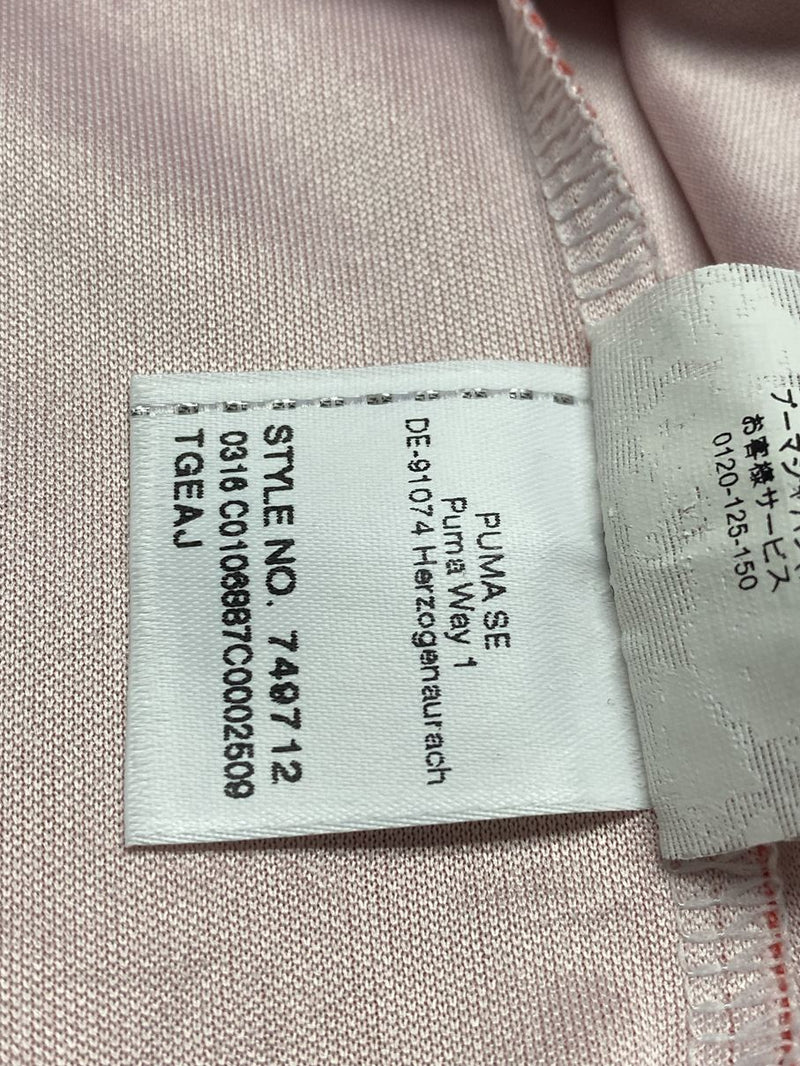 PUMA SE
Puma Way 1
DE-91074 Herzogenaurach
STYLE NO. 749712
0316 C0106987C0002509
TGEAJ
お客様サービス
0120-125-150